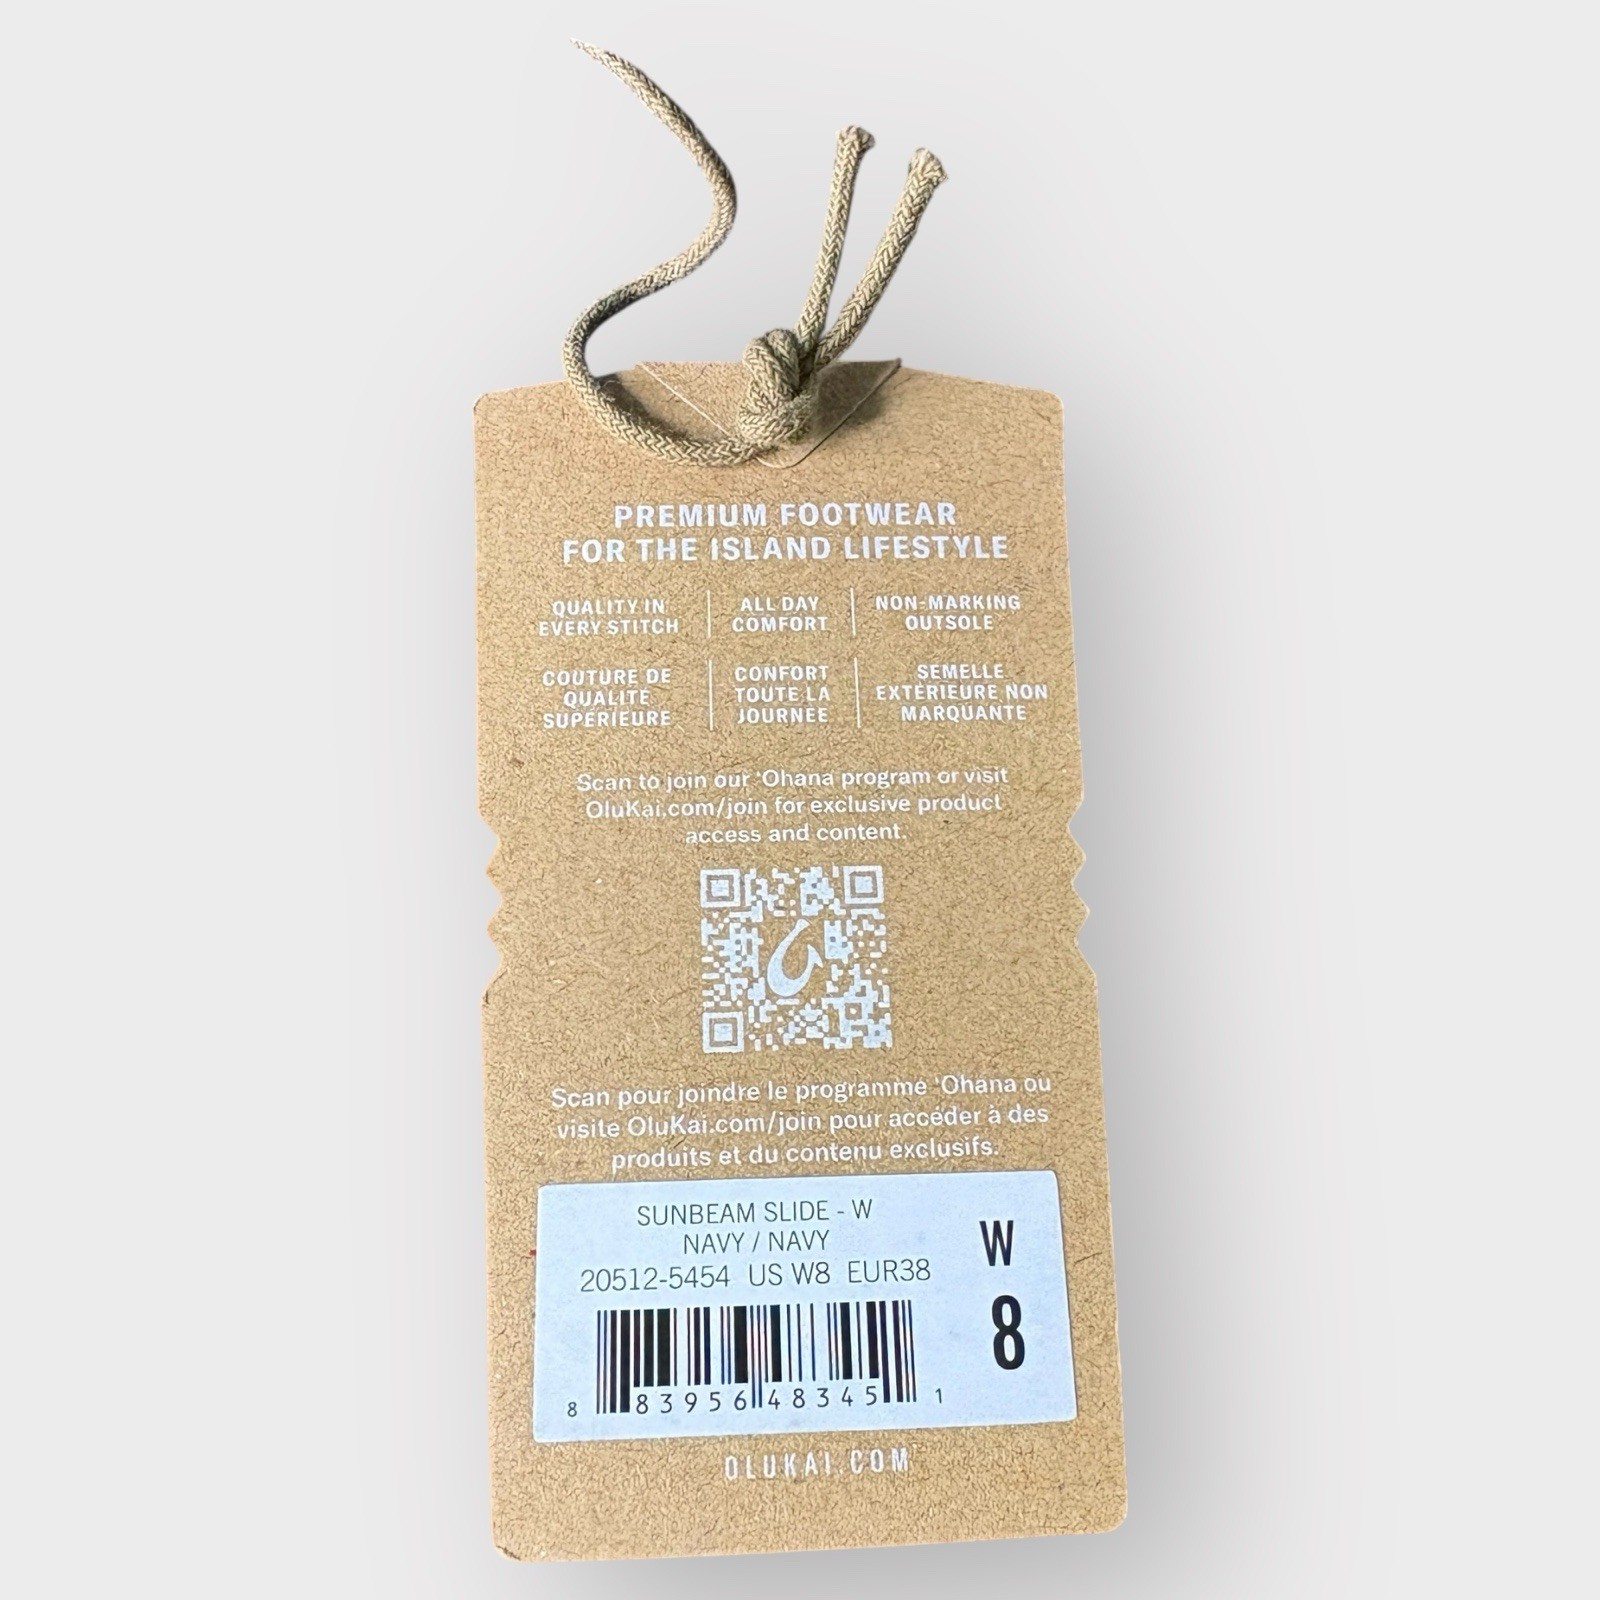 PREMIUM FOOTWEAR
FOR THE ISLAND LIFESTYLE
QUALITY IN
EVERY STITCH
ALL DAY
COMFORT
NON-MARKING
OUTSOLE
COUTURE DE
QUALITÉ
SUPÉRIEURE
CONFORT
TOUTE LA
JOURNÉE
SEMELLE
EXTÉRIEURE NON
MARQUANTE
Scan to join our ‘Ohana program or visit
OluKai.com/join for exclusive product
access and content.
Scan pour joindre le programme ‘Ohana ou
visite OluKai.com/join pour accéder à des
produits et du contenu exclusifs.
SUNBEAM SLIDE - W
NAVY / NAVY
20512-5454 US W8 EUR38
W
8
8 83956 48345 1
OLUKAI.COM